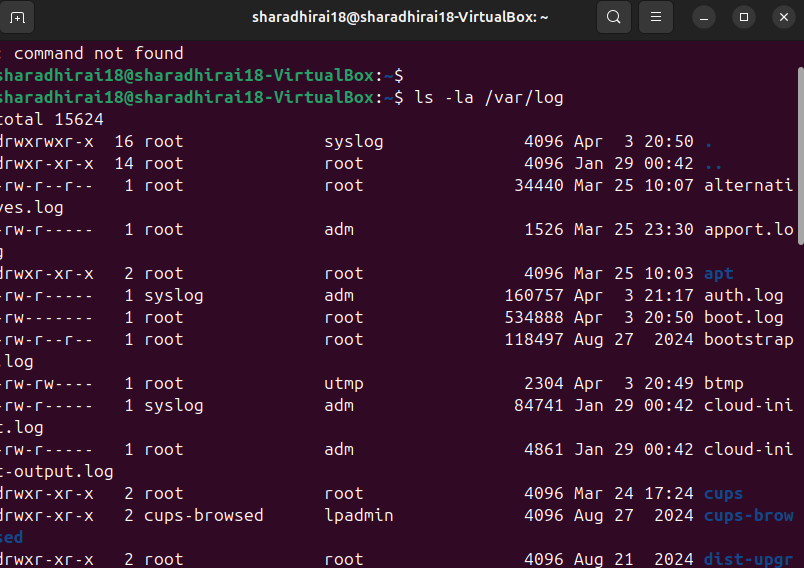 sharadhirai18@sharadhirai18-VirtualBox: ~
: command not found
sharadhirai18@sharadhirai18-VirtualBox:~$
sharadhirai18@sharadhirai18-VirtualBox:~$ ls -la /var/log
total 15624
drwxrwxr-x  16 root              syslog              4096 Apr  3 20:50 .
drwxr-xr-x  14 root              root                4096 Jan 29 00:42 ..
-rw-r--r--   1 root              root               34440 Mar 25 10:07 alternati
ves.log
-rw-r-----   1 root              adm                 1526 Mar 25 23:30 apport.lo
g
drwxr-xr-x   2 root              root                4096 Mar 25 10:03 apt
-rw-r-----   1 syslog            adm               160757 Apr  3 21:17 auth.log
-rw-------   1 root              root              534888 Apr  3 20:50 boot.log
-rw-r--r--   1 root              root              118497 Aug 27  2024 bootstrap
.log
-rw-rw----   1 root              utmp                2304 Apr  3 20:49 btmp
-rw-r-----   1 syslog            adm                84741 Jan 29 00:42 cloud-ini
t.log
-rw-r-----   1 root              adm                 4861 Jan 29 00:42 cloud-ini
t-output.log
drwxr-xr-x   2 root              root                4096 Mar 24 17:24 cups
drwxr-xr-x   2 cups-browsed      lpadmin             4096 Aug 27  2024 cups-brow
sed
drwxr-xr-x   2 root              root                4096 Aug 21  2024 dist-upgr